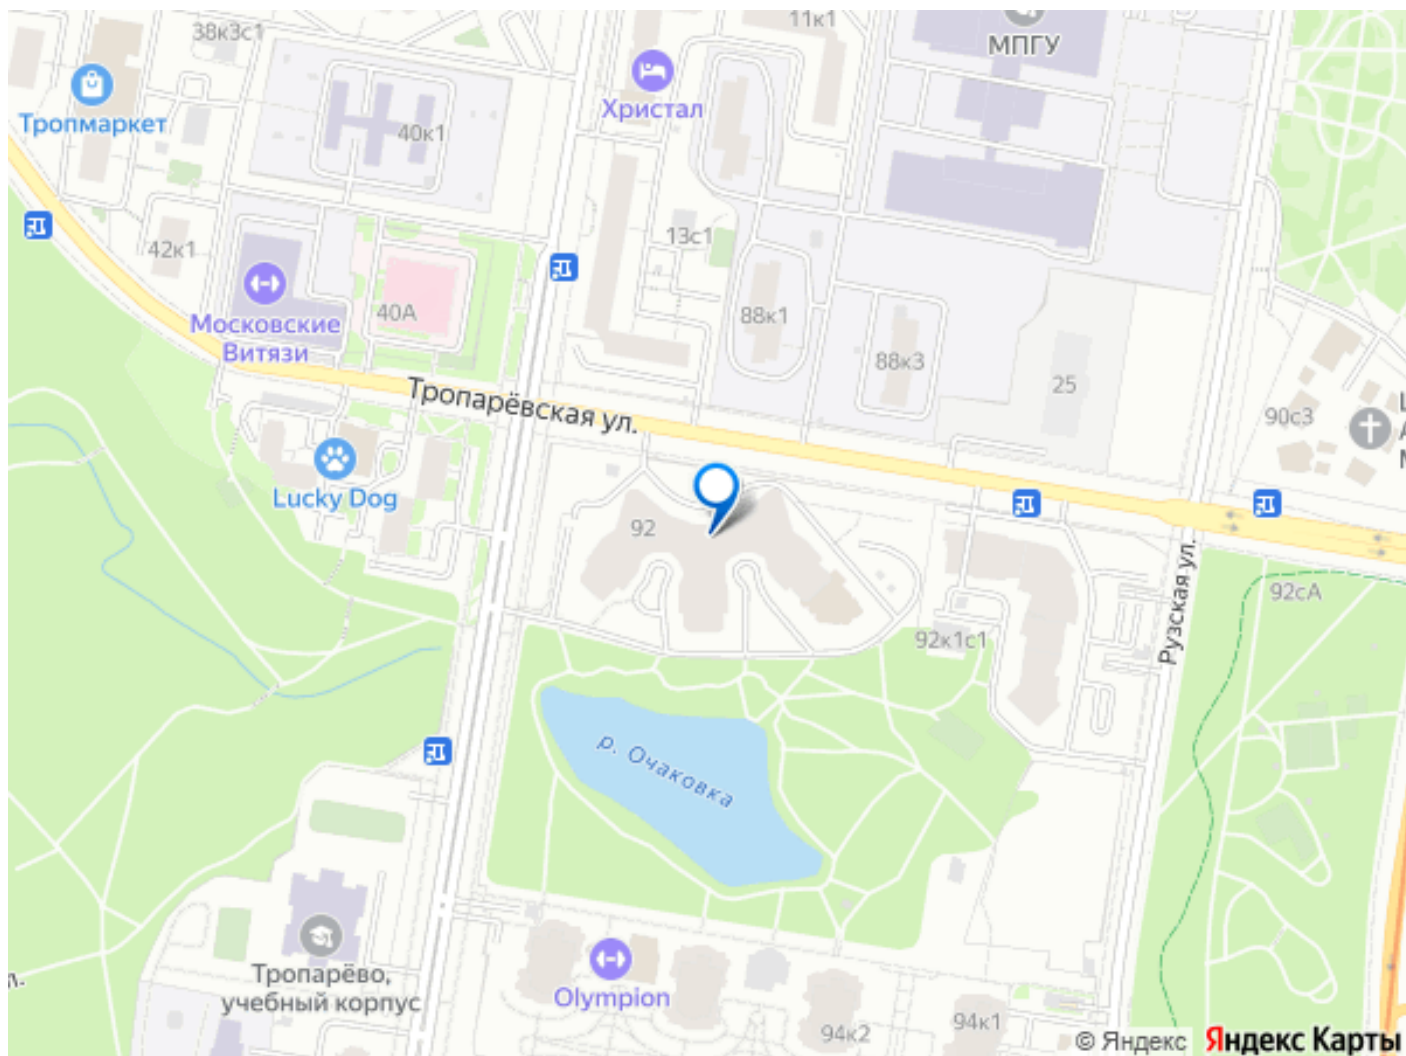 38к3с1
11к1
МПГУ
Тропмаркет
Христал
40к1
42к1
13с1
40А
Московские
Витязи
88к1
88к3
25
Тропарёвская ул.
90с3
Lucky Dog
92
92сА
Рузская ул.
92к1с1
р. Очаковка
Тропарёво,
учебный корпус
Olympion
94к2
94к1
© Яндекс
Яндекс Карты